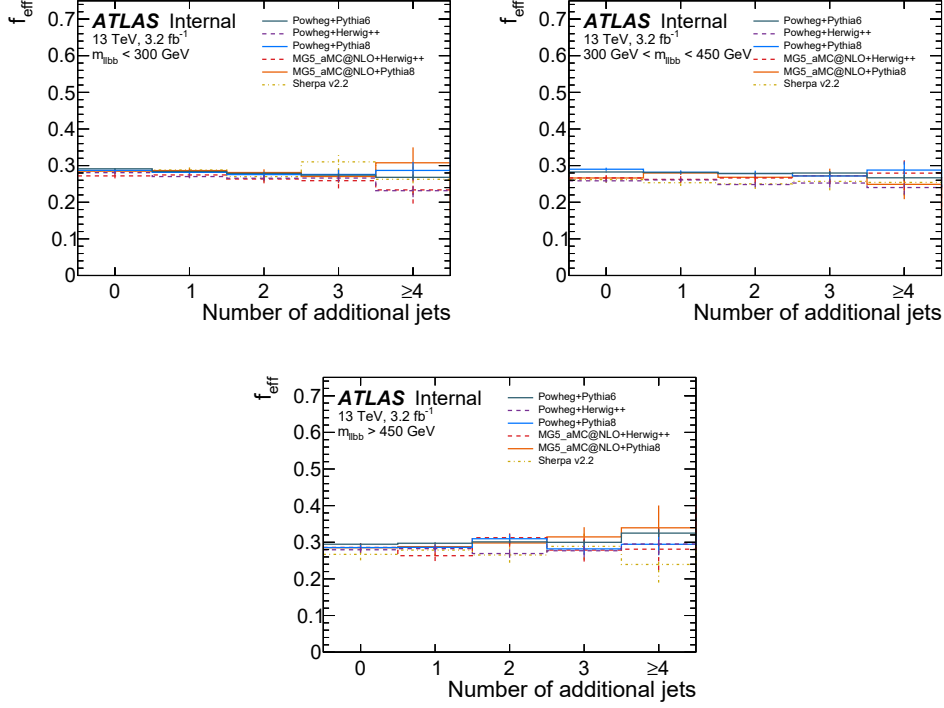 ATLAS Internal
13 TeV, 3.2 fb⁻¹
m_llbb < 300 GeV
Powheg+Pythia6
Powheg+Herwig++
Powheg+Pythia8
MG5_aMC@NLO+Herwig++
MG5_aMC@NLO+Pythia8
Sherpa v2.2
f_eff
0.7
0.6
0.5
0.4
0.3
0.2
0.1
0
0 1 2 3 ≥4
Number of additional jets
ATLAS Internal
13 TeV, 3.2 fb⁻¹
300 GeV < m_llbb < 450 GeV
Powheg+Pythia6
Powheg+Herwig++
Powheg+Pythia8
MG5_aMC@NLO+Herwig++
MG5_aMC@NLO+Pythia8
Sherpa v2.2
f_eff
0.7
0.6
0.5
0.4
0.3
0.2
0.1
0
0 1 2 3 ≥4
Number of additional jets
ATLAS Internal
13 TeV, 3.2 fb⁻¹
m_llbb > 450 GeV
Powheg+Pythia6
Powheg+Herwig++
Powheg+Pythia8
MG5_aMC@NLO+Herwig++
MG5_aMC@NLO+Pythia8
Sherpa v2.2
f_eff
0.7
0.6
0.5
0.4
0.3
0.2
0.1
0
0 1 2 3 ≥4
Number of additional jets